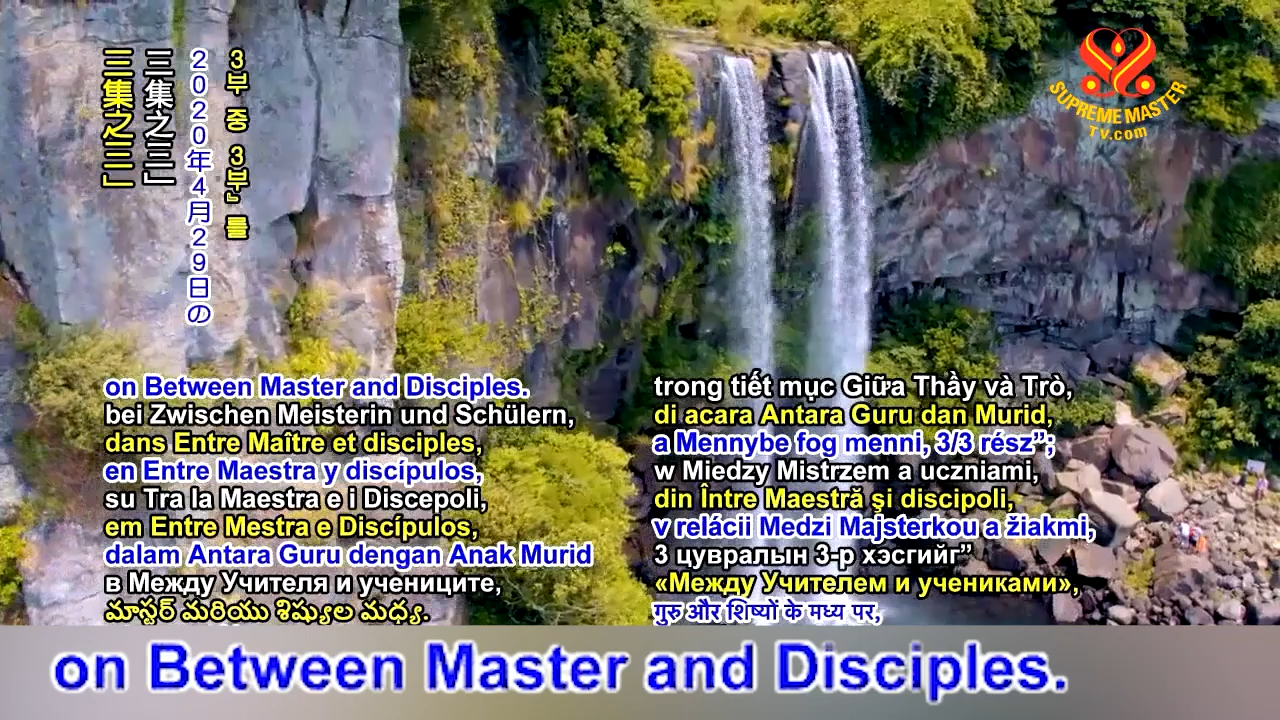 三集之三」
三集之三」
2020年4月29日の
3부 중 3부』를
SUPREME MASTER
TV.com
on Between Master and Disciples.
bei Zwischen Meisterin und Schülern,
dans Entre Maître et disciples,
en Entre Maestra y discípulos,
su Tra la Maestra e i Discepoli,
em Entre Mestra e Discípulos,
dalam Antara Guru dengan Anak Murid
в Между Учителя и учениците,
మాస్టర్ మరియు శిష్యుల మధ్య.
trong tiết mục Giữa Thầy và Trò,
di acara Antara Guru dan Murid,
a Mennybe fog menni, 3/3 rész”;
w Miedzy Mistrzem a uczniami,
din Între Maestră şi discipoli,
v relácii Medzi Majsterkou a žiakmi,
3 цувралын 3-р хэсгийг”
«Между Учителем и учениками»,
गुरु और शिष्यों के मध्य पर,
on Between Master and Disciples.